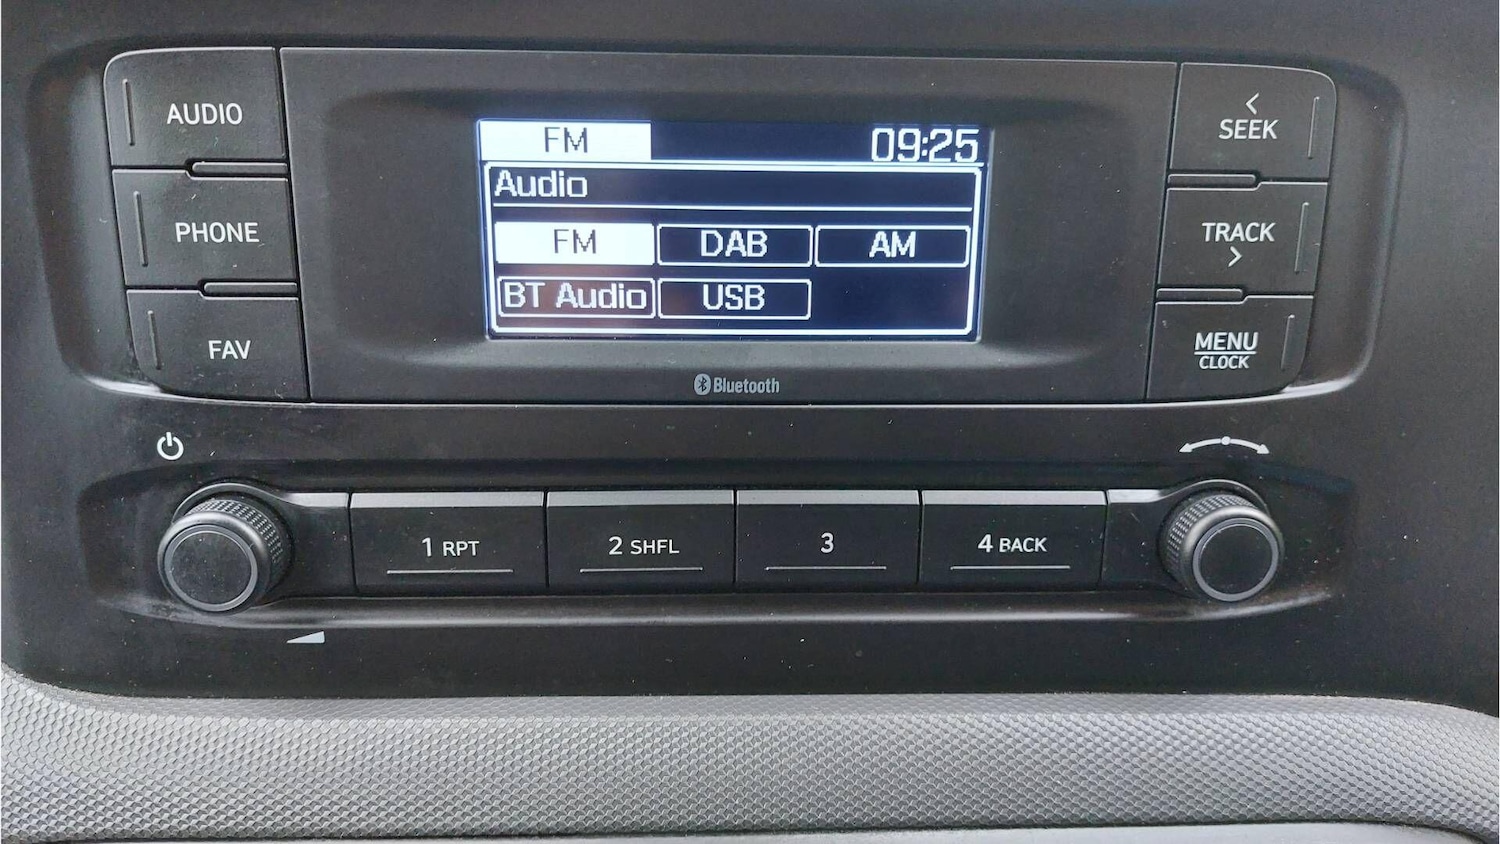 AUDIO
PHONE
FAV
FM 09:25
Audio
FM DAB AM
BT Audio USB
Bluetooth
< SEEK
TRACK >
MENU
CLOCK
1 RPT 2 SHFL 3 4 BACK